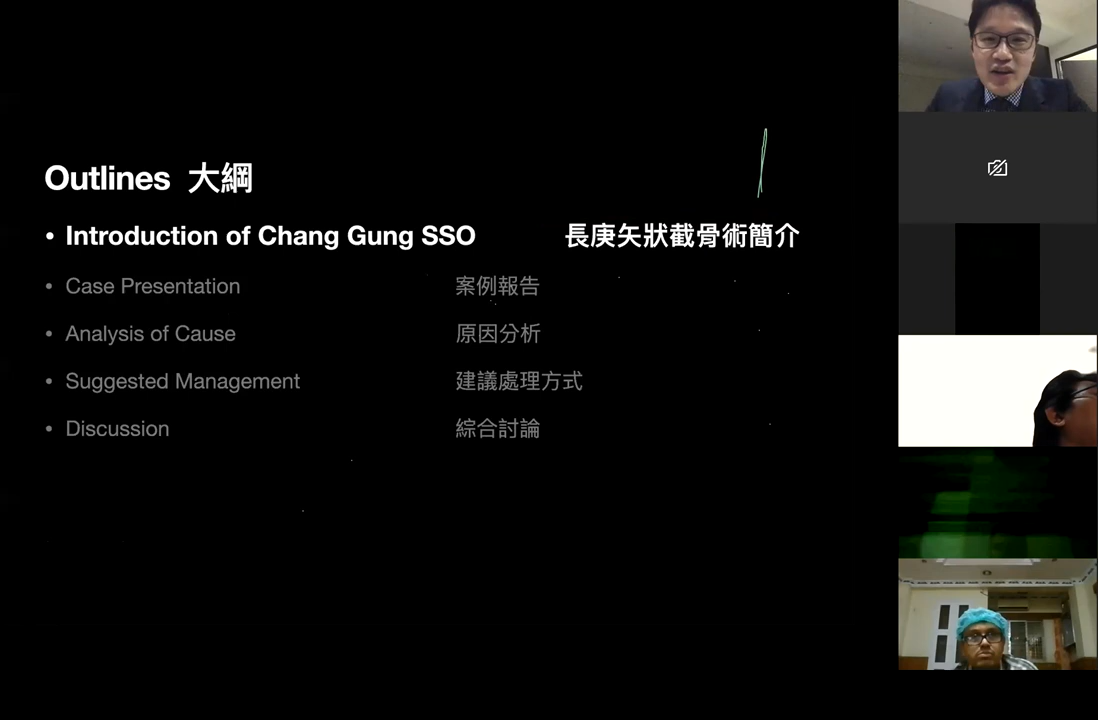 Outlines 大綱
• Introduction of Chang Gung SSO 長庚矢狀截骨術簡介
• Case Presentation 案例報告
• Analysis of Cause 原因分析
• Suggested Management 建議處理方式
• Discussion 綜合討論